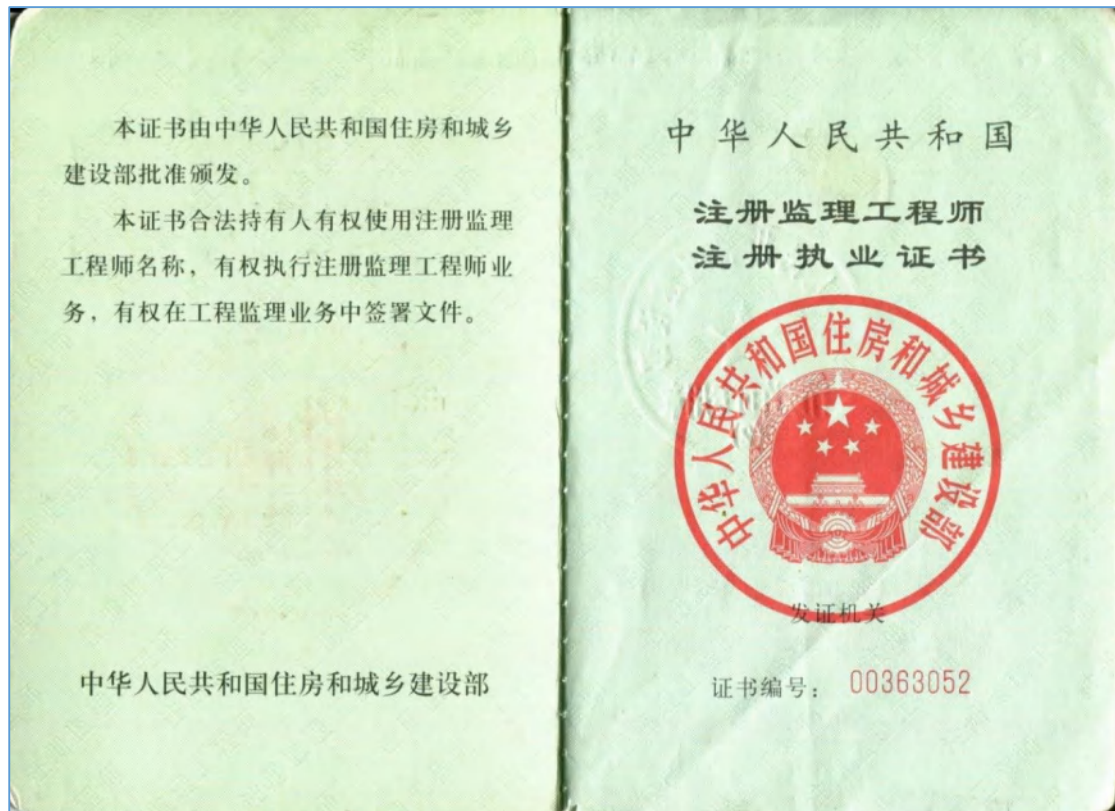 本证书由中华人民共和国住房和城乡
建设部批准颁发。
本证书合法持有人有权使用注册监理
工程师名称，有权执行注册监理工程师业
务，有权在工程监理业务中签署文件。
中华人民共和国住房和城乡建设部
中华人民共和国
注册监理工程师
注册执业证书
中华人民共和国住房和城乡建设部
发证机关
证书编号： 00363052